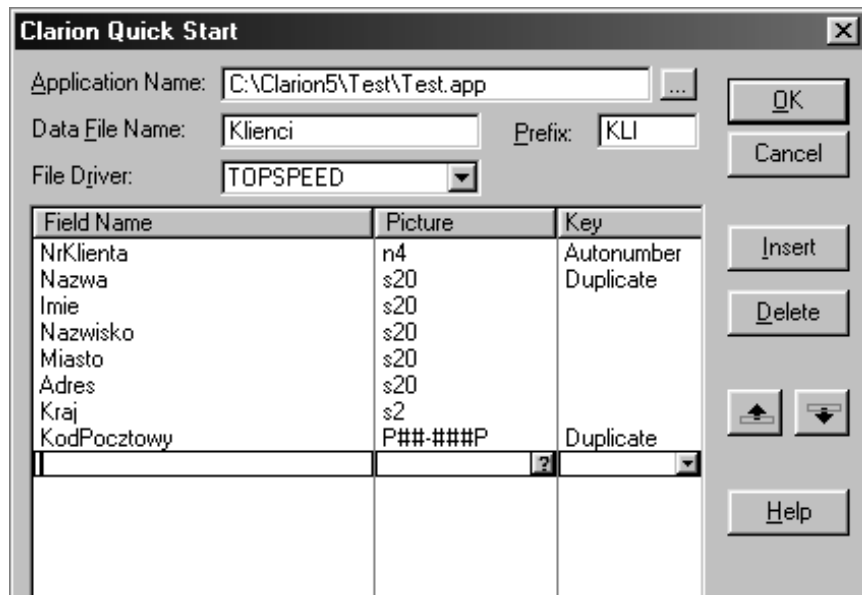 Clarion Quick Start
Application Name: C:\Clarion5\Test\Test.app ...
OK
Data File Name: Klienci Prefix: KLI
Cancel
File Driver: TOPSPEED
Field Name Picture Key
NrKlienta n4 Autonumber
Insert
Nazwa s20 Duplicate
Imie s20
Delete
Nazwisko s20
Miasto s20
Adres s20
Kraj s2
KodPocztowy P##-###P Duplicate
?
Help